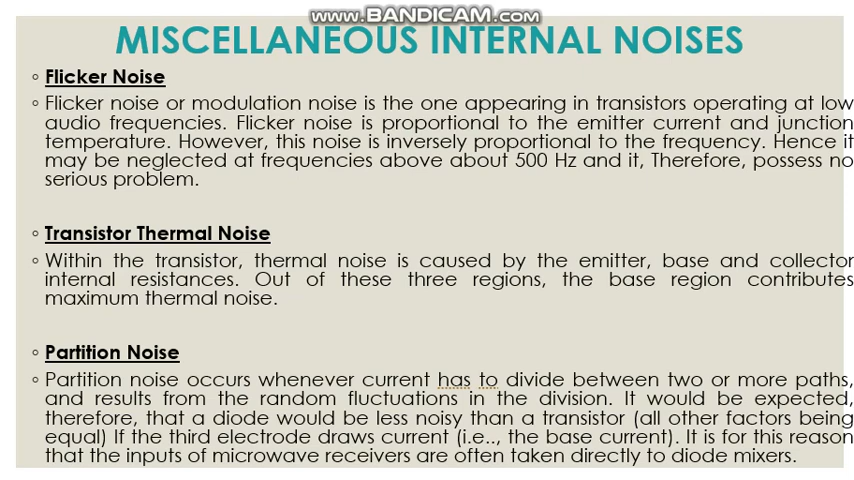 www.BANDICAM.com
MISCELLANEOUS INTERNAL NOISES
◦ Flicker Noise
◦ Flicker noise or modulation noise is the one appearing in transistors operating at low
audio frequencies. Flicker noise is proportional to the emitter current and junction
temperature. However, this noise is inversely proportional to the frequency. Hence it
may be neglected at frequencies above about 500 Hz and it, Therefore, possess no
serious problem.
◦ Transistor Thermal Noise
◦ Within the transistor, thermal noise is caused by the emitter, base and collector
internal resistances. Out of these three regions, the base region contributes
maximum thermal noise.
◦ Partition Noise
◦ Partition noise occurs whenever current has to divide between two or more paths,
and results from the random fluctuations in the division. It would be expected,
therefore, that a diode would be less noisy than a transistor (all other factors being
equal) If the third electrode draws current (i.e.., the base current). It is for this reason
that the inputs of microwave receivers are often taken directly to diode mixers.